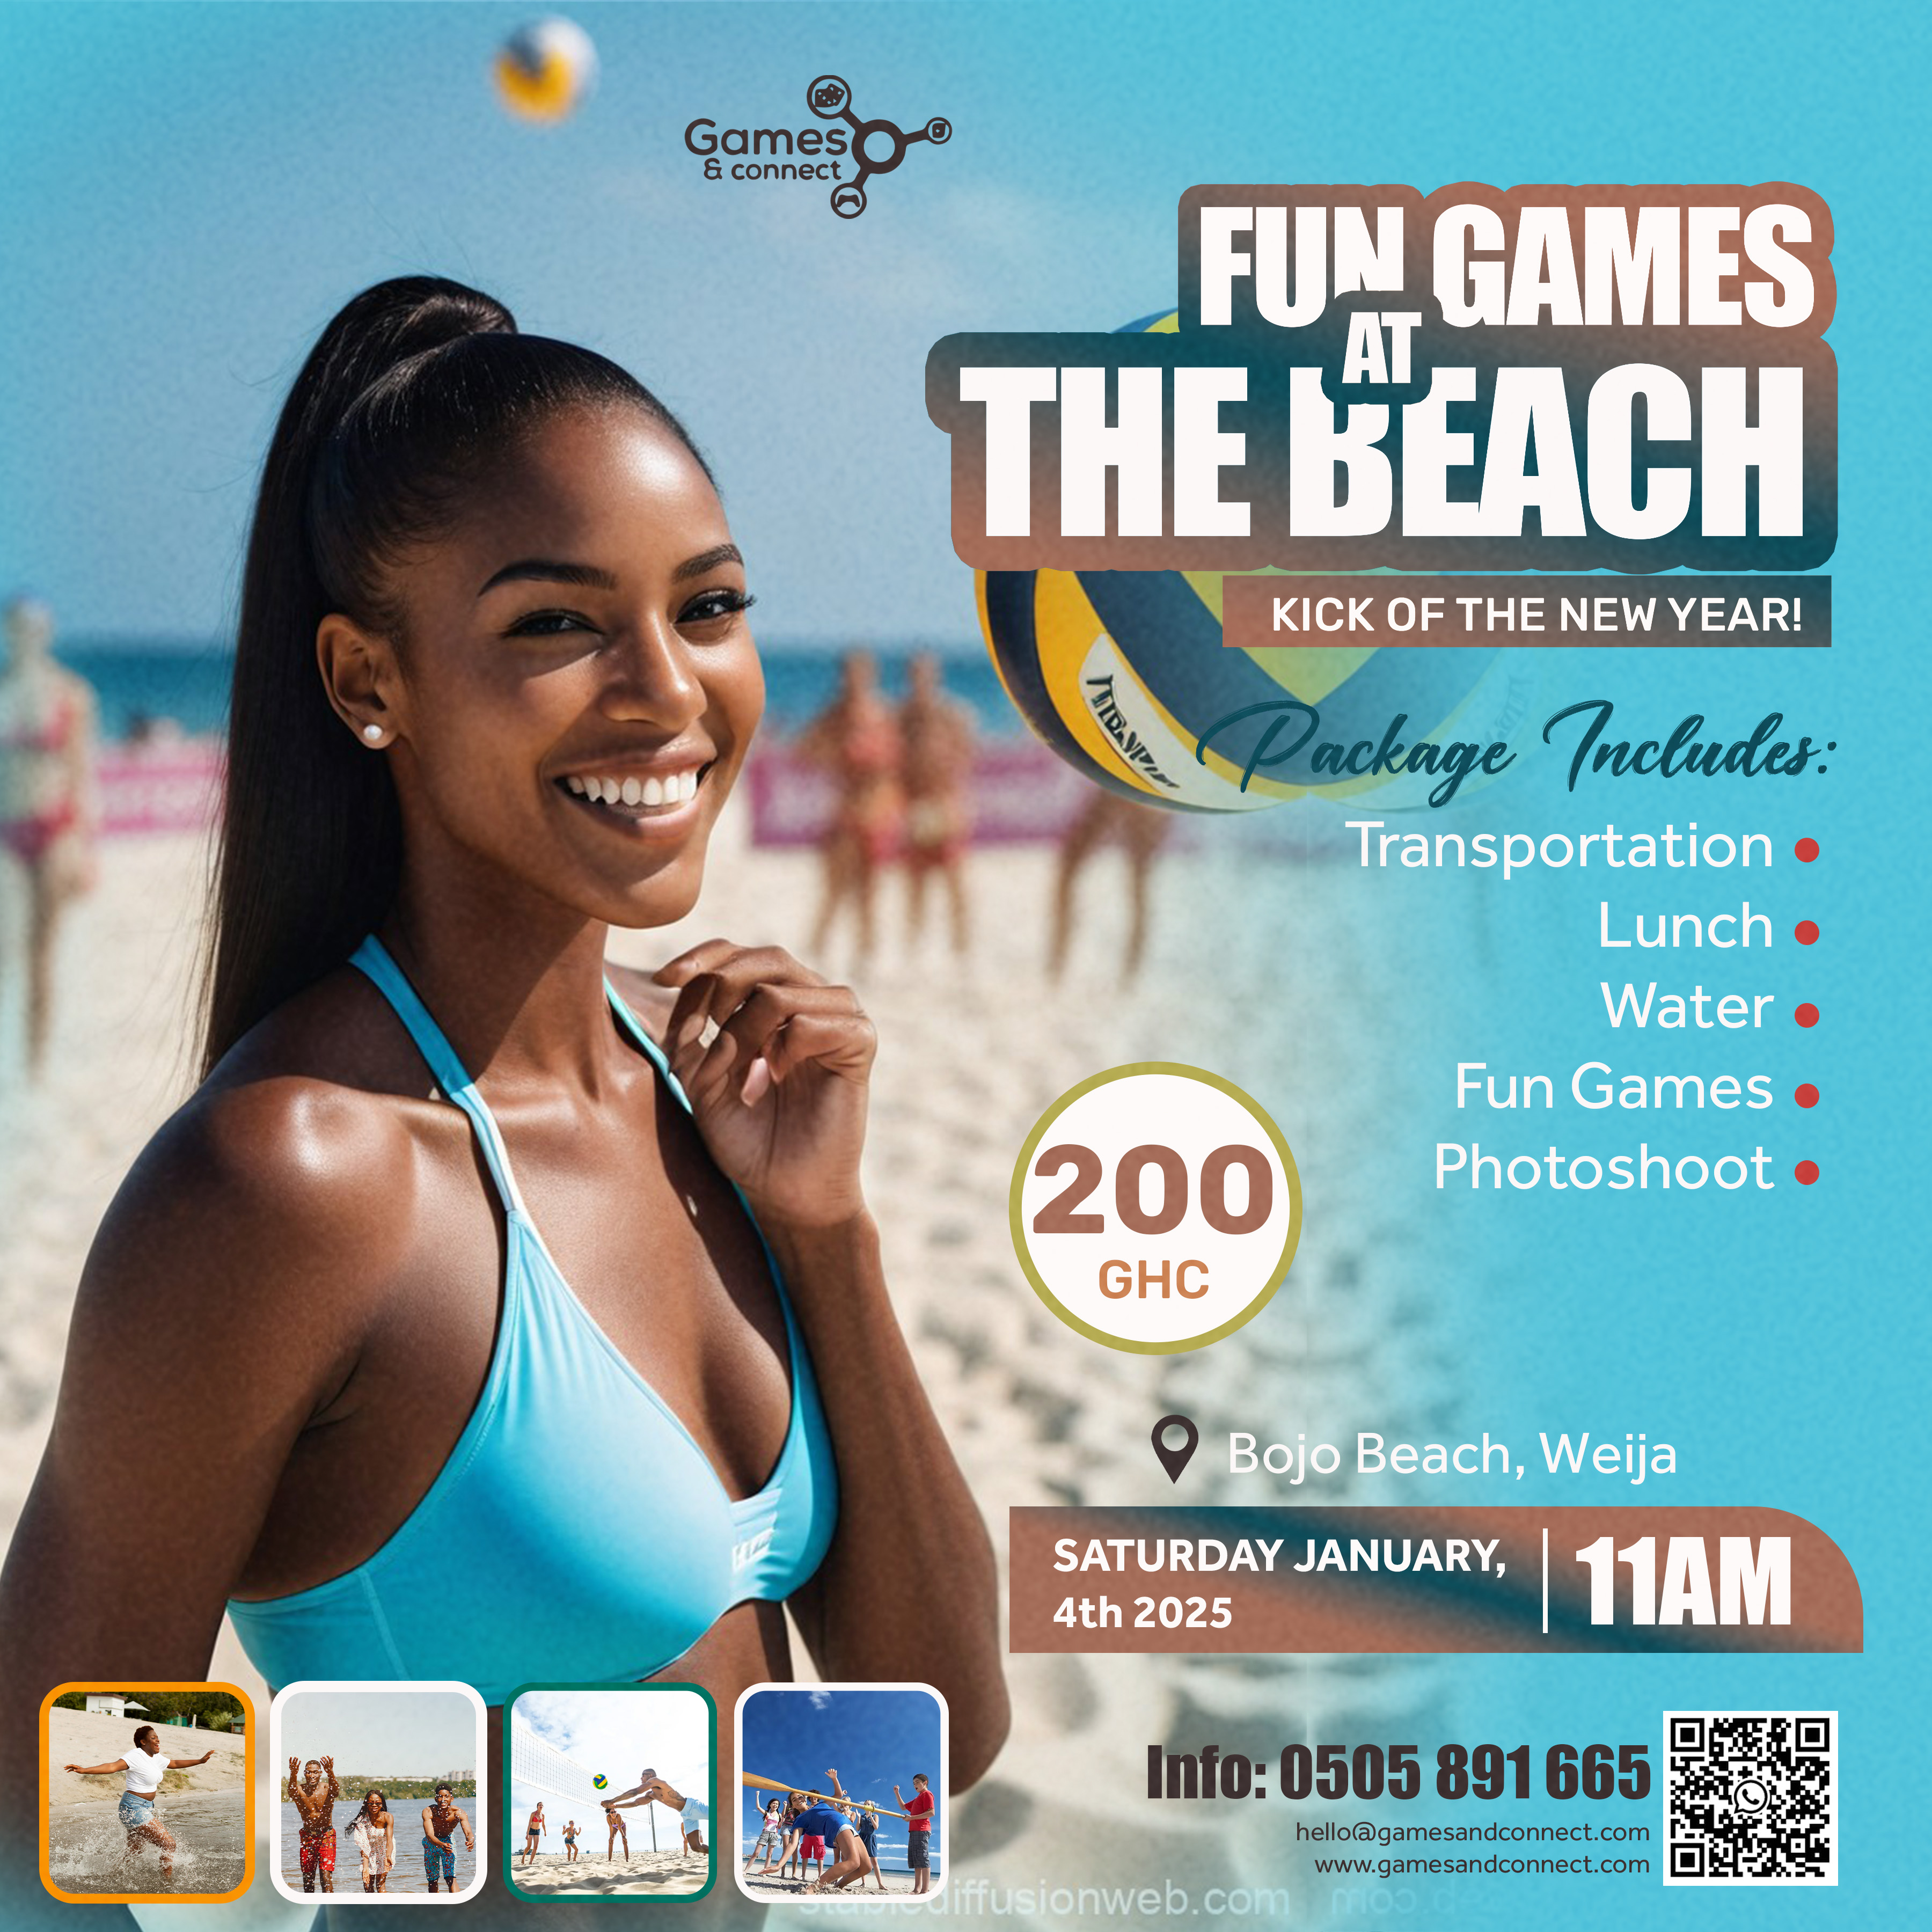 Games
& connect
FUN GAMES
AT
THE BEACH
KICK OF THE NEW YEAR!
Package Includes:
Transportation
Lunch
Water
Fun Games
Photoshoot
200
GHC
Bojo Beach, Weija
SATURDAY JANUARY,
4th 2025
11AM
Info: 0505 891 665
hello@gamesandconnect.com
www.gamesandconnect.com
stablediffusionweb.com